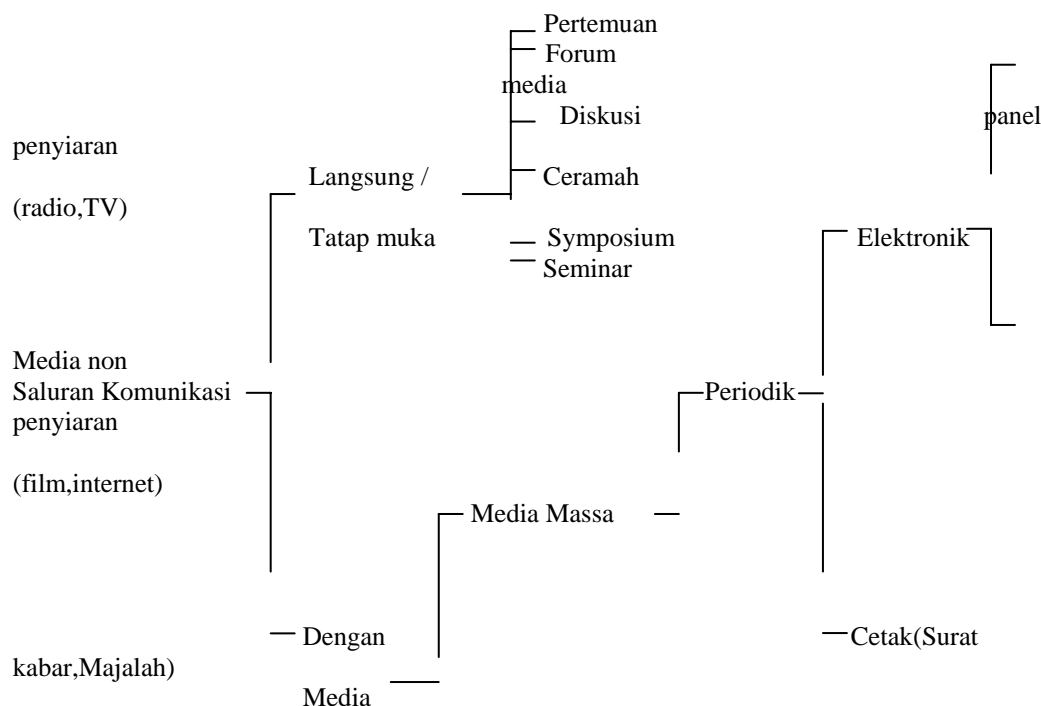 Pertemuan
Forum
media
Diskusi panel
penyiaran
Langsung / Ceramah
(radio,TV)
Tatap muka Symposium Elektronik
Seminar
Media non
Saluran Komunikasi Periodik
penyiaran
(film,internet)
Media Massa
Dengan Cetak(Surat
kabar,Majalah)
Media